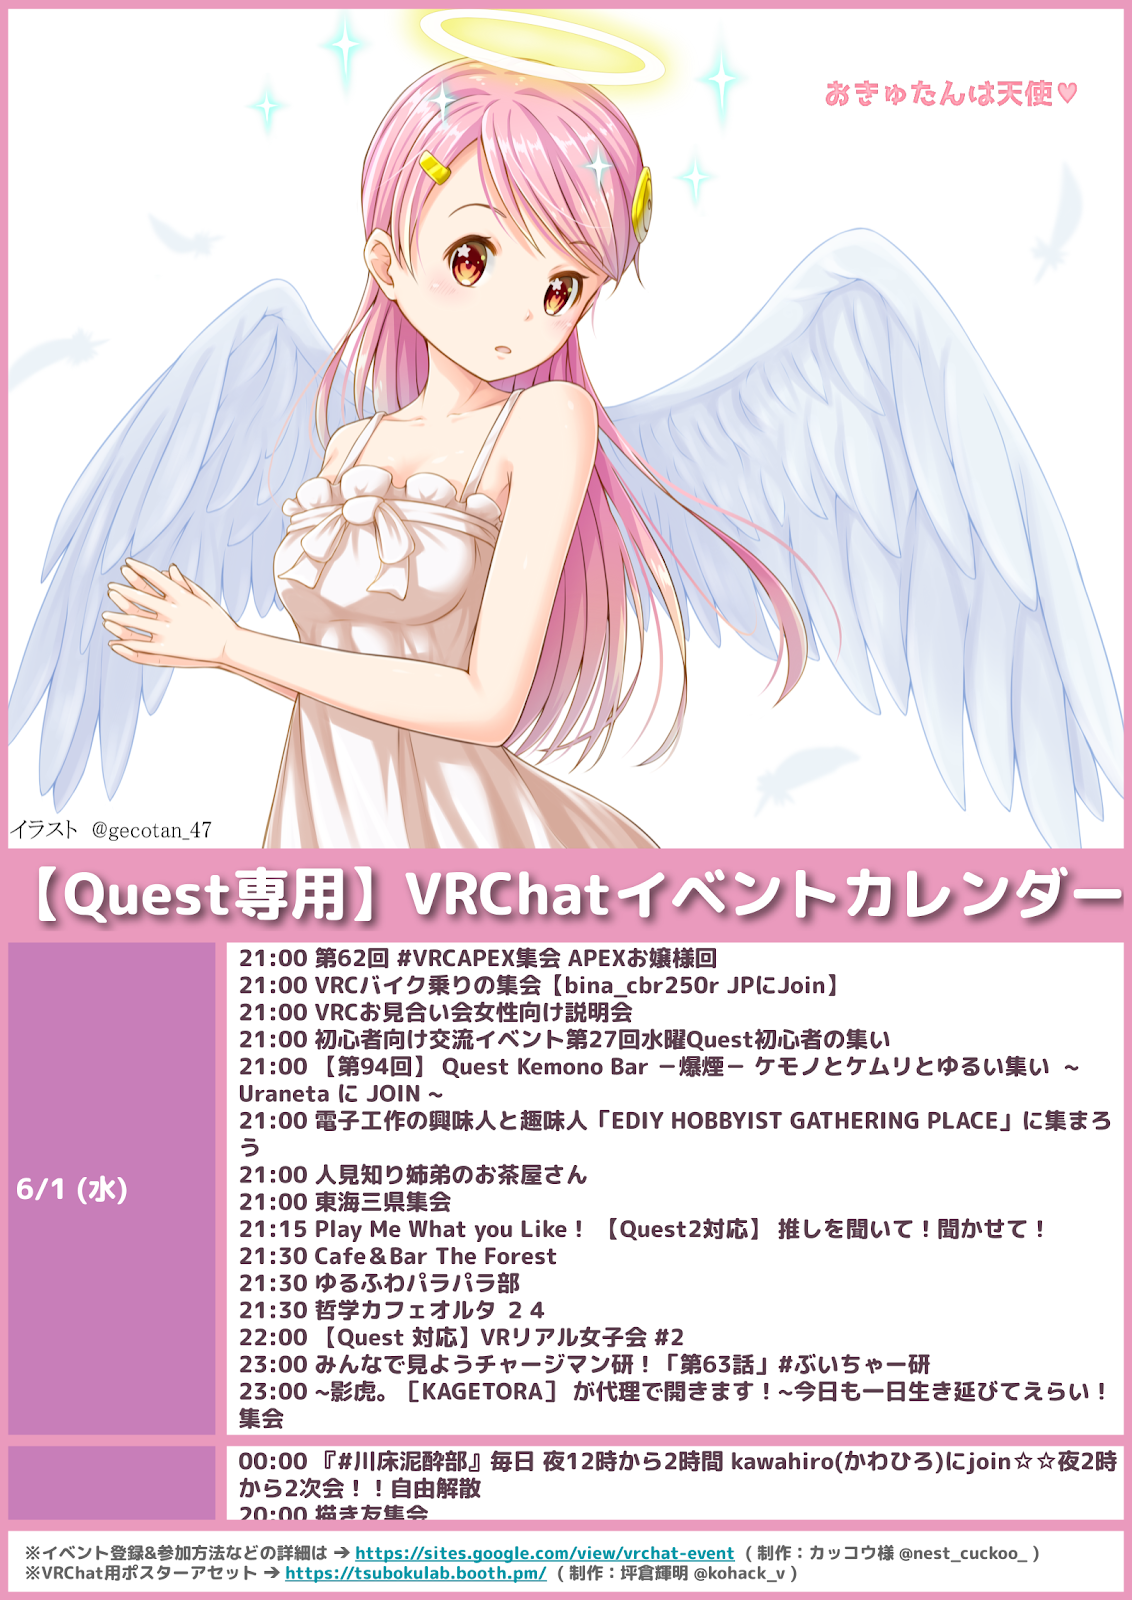 おきゅたんは天使♥
イラスト @gecotan_47
【Quest専用】VRChatイベントカレンダー
6/1 (水)
21:00 第62回 #VRCAPEX集会 APEXお嬢様回
21:00 VRCバイク乗りの集会【bina_cbr250r JPにJoin】
21:00 VRCお見合い会女性向け説明会
21:00 初心者向け交流イベント第27回水曜Quest初心者の集い
21:00 【第94回】 Quest Kemono Bar －爆煙－ ケモノとケムリとゆるい集い ~
Uraneta に JOIN ~
21:00 電子工作の興味人と趣味人「EDIY HOBBYIST GATHERING PLACE」に集まろ
う
21:00 人見知り姉弟のお茶屋さん
21:00 東海三県集会
21:15 Play Me What you Like！ 【Quest2対応】 推しを聞いて！聞かせて！
21:30 Cafe＆Bar The Forest
21:30 ゆるふわパラパラ部
21:30 哲学カフェオルタ ２４
22:00 【Quest 対応】VRリアル女子会 #2
23:00 みんなで見ようチャージマン研！「第63話」#ぶいちゃー研
23:00 ~影虎。［KAGETORA］ が代理で開きます！~今日も一日生き延びてえらい！
集会
00:00 『#川床泥酔部』毎日 夜12時から2時間 kawahiro(かわひろ)にjoin☆☆夜2時
から2次会！！自由解散
20:00 描き友集会
※イベント登録&参加方法などの詳細は ➔ https://sites.google.com/view/vrchat-event （ 制作：カッコウ様 @nest_cuckoo_ ）
※VRChat用ポスターアセット ➔ https://tsubokulab.booth.pm/ （ 制作：坪倉輝明 @kohack_v ）